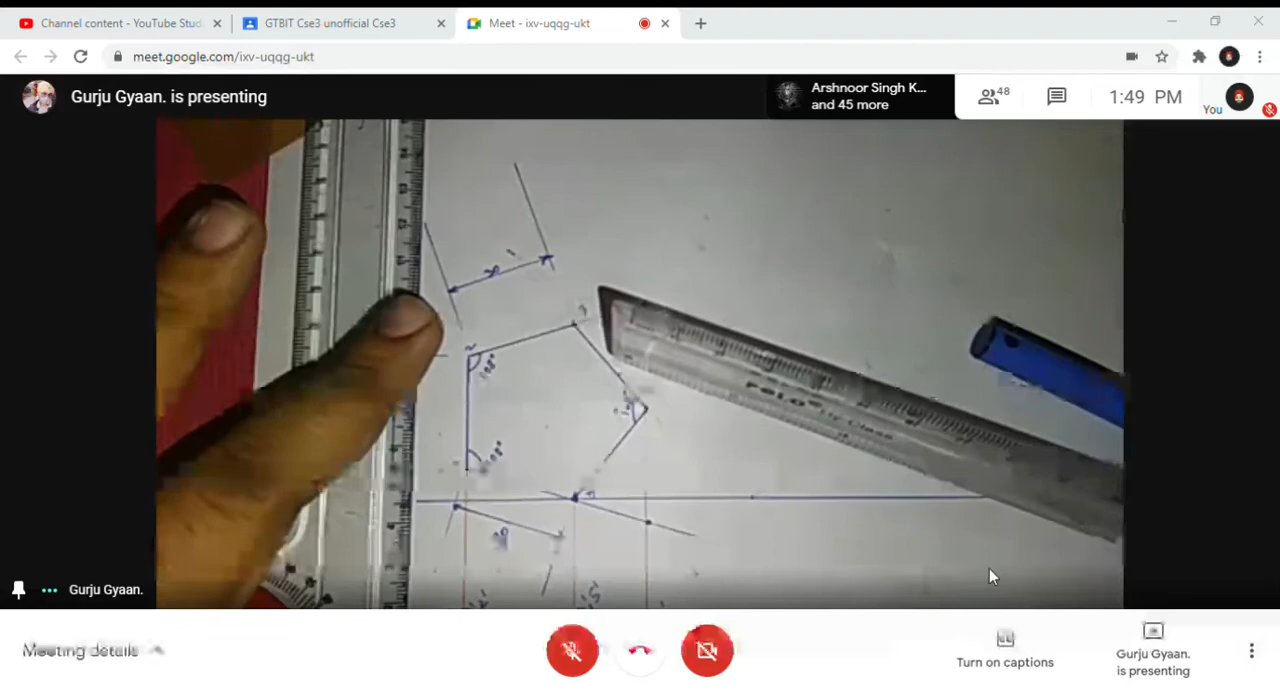 Channel content - YouTube Stud
GTBIT Cse3 unofficial Cse3
Meet - ixv-uqqg-ukt
meet.google.com/ixv-uqqg-ukt
Gurju Gyaan. is presenting
Arshnoor Singh K...
and 45 more
48
1:49 PM
You
108°
108°
Gurju Gyaan.
Meeting details
Turn on captions
Gurju Gyaan.
is presenting